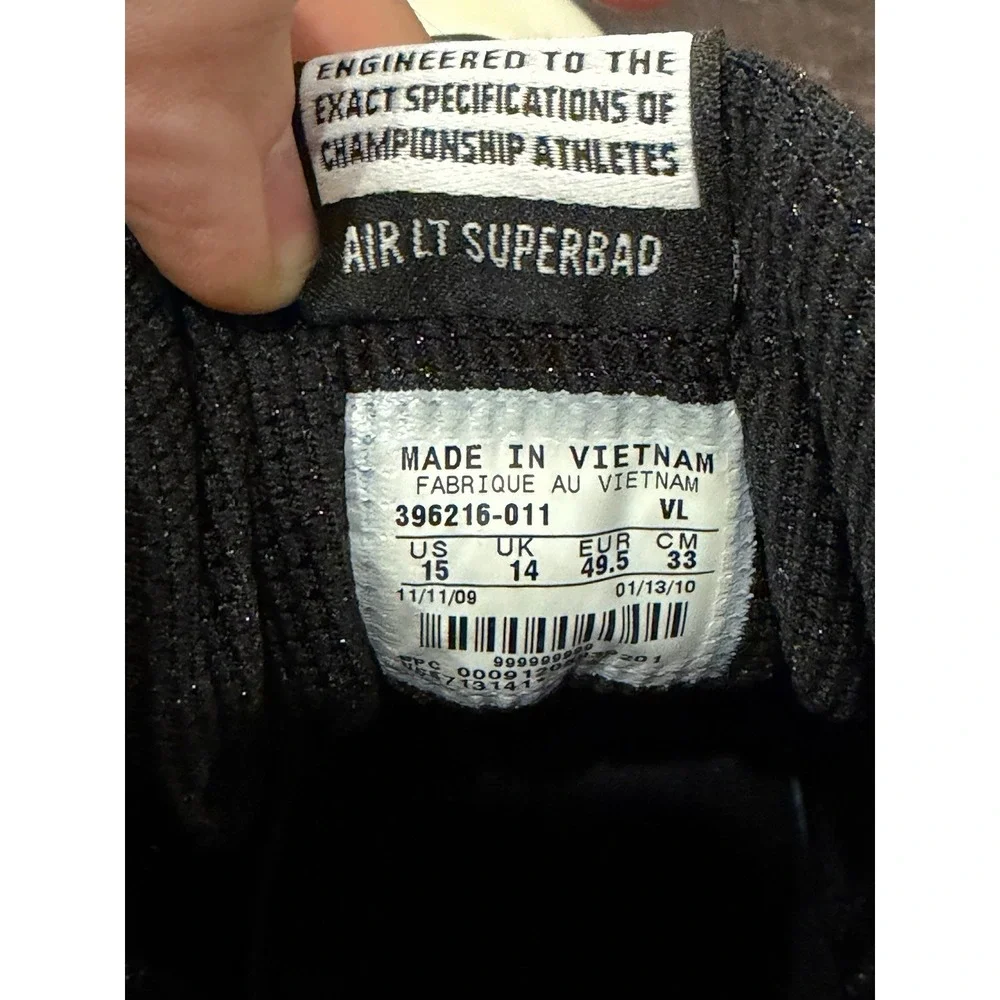 ENGINEERED TO THE
EXACT SPECIFICATIONS OF
CHAMPIONSHIP ATHLETES
AIR LT SUPERBAD
MADE IN VIETNAM
FABRIQUE AU VIETNAM
396216-011 VL
US UK EUR CM
15 14 49.5 33
11/11/09 01/13/10